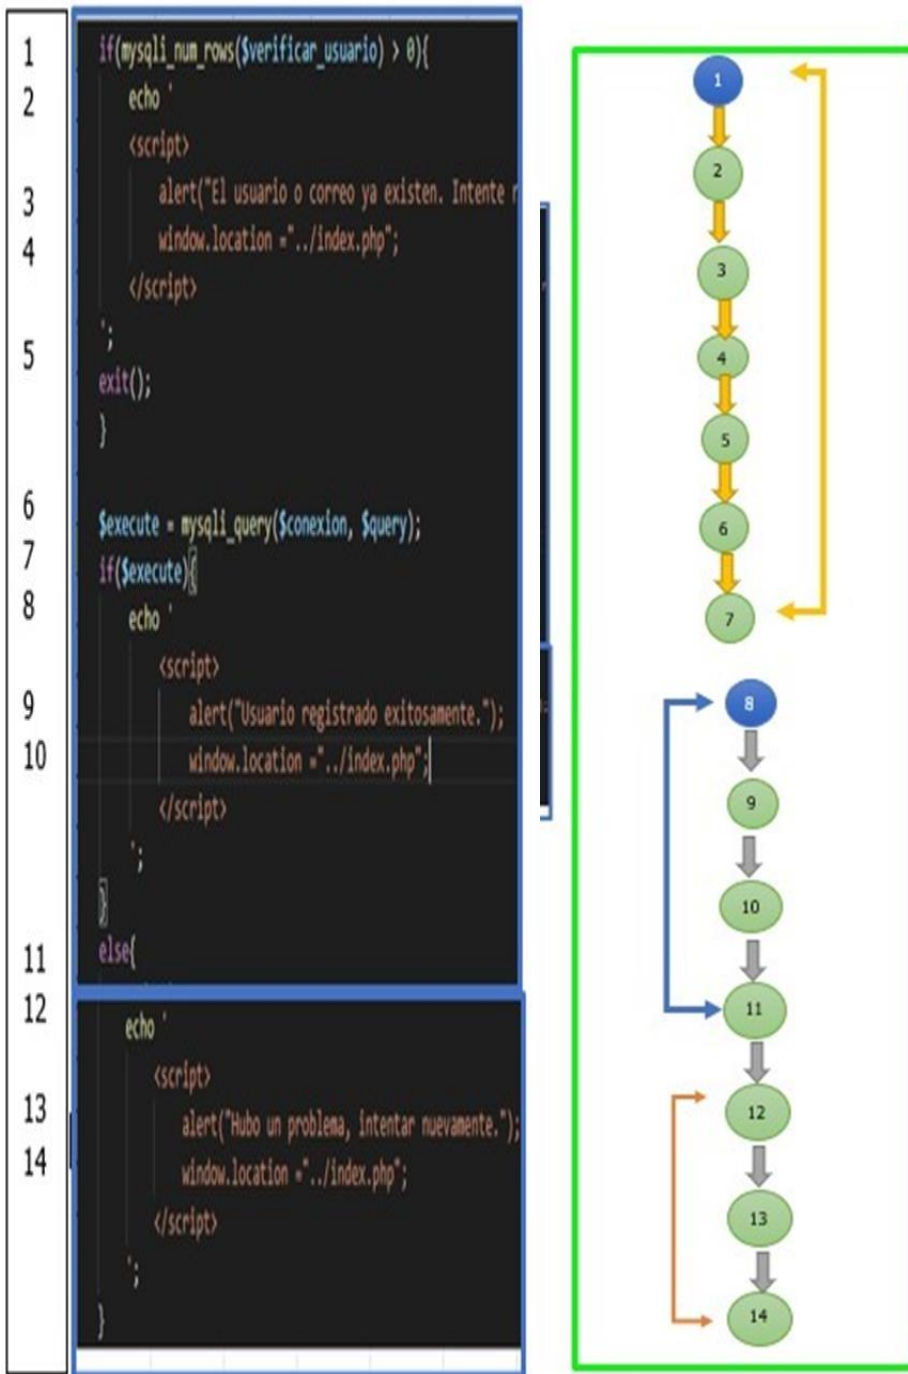 1
2
3
4
5
6
7
8
9
10
11
12
13
14
if(mysqli_num_rows($verificar_usuario) > 0){
echo '
<script>
alert("El usuario o correo ya existen. Intente
window.location ="../index.php";
</script>
';
exit();
}
$execute = mysqli_query($conexion, $query);
if($execute){
echo '
<script>
alert("Usuario registrado exitosamente.");
window.location ="../index.php";
</script>
';
}
else{
echo '
<script>
alert("Hubo un problema, intentar nuevamente.");
window.location ="../index.php";
</script>
';
}
1
2
3
4
5
6
7
8
9
10
11
12
13
14